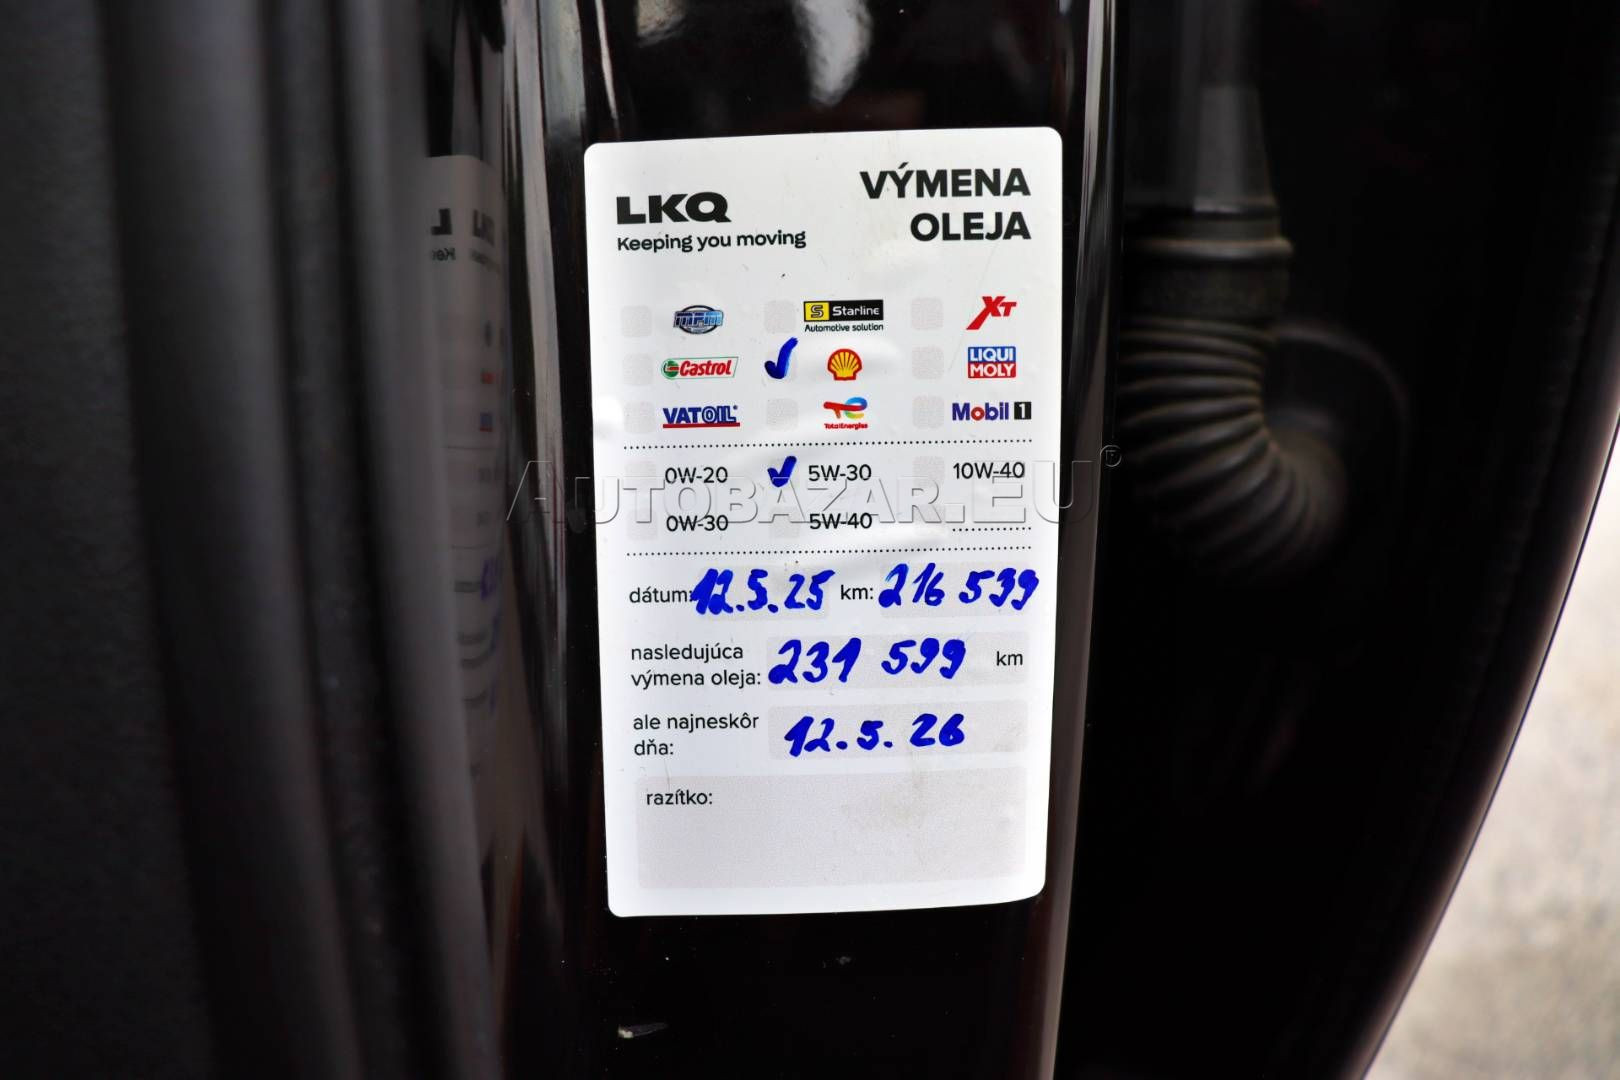 LKQ
Keeping you moving
VÝMENA
OLEJA
MPM
S Starline
Automotive solution
XT
Castrol
LIQUI
MOLY
VATOIL
TotalEnergies
Mobil 1
0W-20 5W-30 10W-40
AUTOBAZAR.EU®
0W-30 5W-40
dátum: 12.5.25 km: 216 539
nasledujúca
výmena oleja: 231 599 km
ale najneskôr
dňa: 12.5.26
razítko: